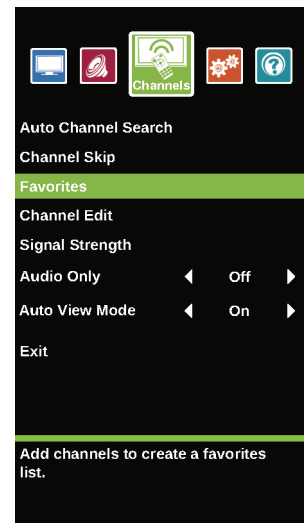 Channels
Auto Channel Search
Channel Skip
Favorites
Channel Edit
Signal Strength
Audio Only Off
Auto View Mode On
Exit
Add channels to create a favorites
list.